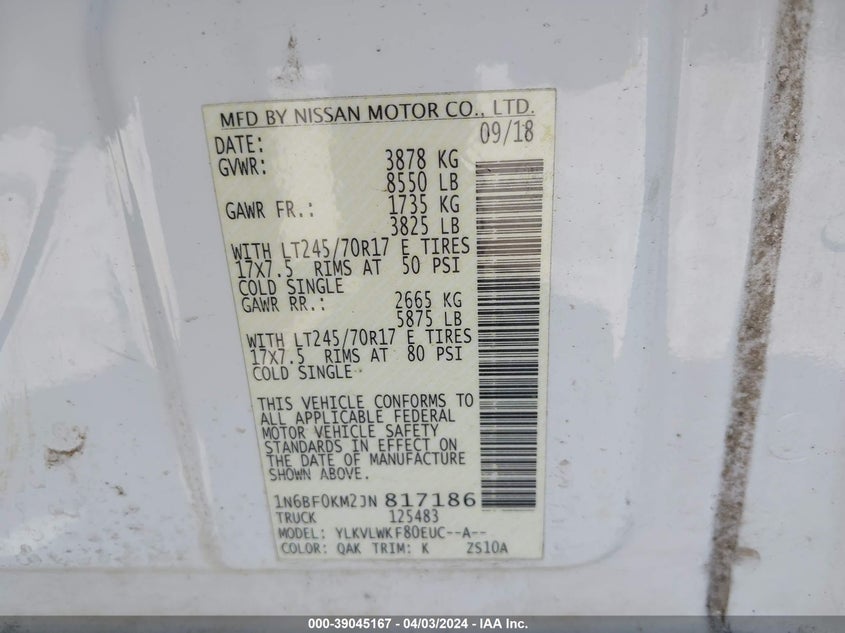 MFD BY NISSAN MOTOR CO., LTD.
DATE: 09/18
GVWR: 3878 KG
8550 LB
GAWR FR.: 1735 KG
3825 LB
WITH LT245/70R17 E TIRES
17X7.5 RIMS AT 50 PSI
COLD SINGLE
GAWR RR.: 2665 KG
5875 LB
WITH LT245/70R17 E TIRES
17X7.5 RIMS AT 80 PSI
COLD SINGLE
THIS VEHICLE CONFORMS TO
ALL APPLICABLE FEDERAL
MOTOR VEHICLE SAFETY
STANDARDS IN EFFECT ON
THE DATE OF MANUFACTURE
SHOWN ABOVE.
1N6BF0KM2JN 817186
TRUCK 125483
MODEL: YLKVLWKF80EUC--A--
COLOR: QAK TRIM: K ZS10A
000-39045167 - 04/03/2024 - IAA Inc.